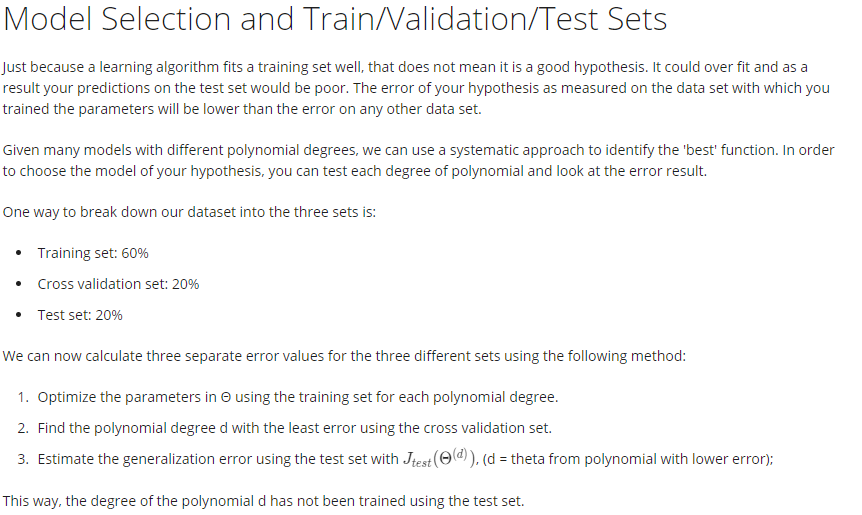 Model Selection and Train/Validation/Test Sets
Just because a learning algorithm fits a training set well, that does not mean it is a good hypothesis. It could over fit and as a
result your predictions on the test set would be poor. The error of your hypothesis as measured on the data set with which you
trained the parameters will be lower than the error on any other data set.
Given many models with different polynomial degrees, we can use a systematic approach to identify the 'best' function. In order
to choose the model of your hypothesis, you can test each degree of polynomial and look at the error result.
One way to break down our dataset into the three sets is:
• Training set: 60%
• Cross validation set: 20%
• Test set: 20%
We can now calculate three separate error values for the three different sets using the following method:
1. Optimize the parameters in Θ using the training set for each polynomial degree.
2. Find the polynomial degree d with the least error using the cross validation set.
3. Estimate the generalization error using the test set with J_{test}(Θ^{(d)}), (d = theta from polynomial with lower error);
This way, the degree of the polynomial d has not been trained using the test set.